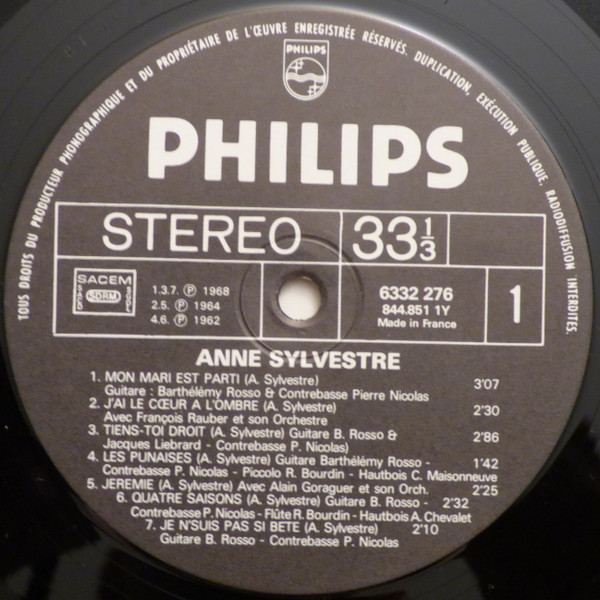 TOUS DROITS DU PRODUCTEUR PHONOGRAPHIQUE ET DU PROPRIÉTAIRE DE L'ŒUVRE ENREGISTRÉE RÉSERVÉS. DUPLICATION, EXÉCUTION PUBLIQUE, RADIODIFFUSION INTERDITES.
PHILIPS
PHILIPS
STEREO
33 1/3
SACEM
SACD SDRM SGDL
1.3.7. Ⓟ 1968
2.5. Ⓟ 1964
4.6. Ⓟ 1962
6332 276
844.851 1Y
Made in France
1
ANNE SYLVESTRE
1. MON MARI EST PARTI (A. Sylvestre) 3'07
Guitare : Barthélémy Rosso & Contrebasse Pierre Nicolas
2. J'AI LE CŒUR A L'OMBRE (A. Sylvestre) 2'30
Avec François Rauber et son Orchestre
3. TIENS-TOI DROIT (A. Sylvestre) Guitare B. Rosso & 2'86
Jacques Liebrard - Contrebasse P. Nicolas)
4. LES PUNAISES (A. Sylvestre) Guitare Barthélémy Rosso - 1'42
Contrebasse P. Nicolas - Piccolo R. Bourdin - Hautbois C. Maisonneuve
5. JEREMIE (A. Sylvestre) Avec Alain Goraguer et son Orch. 2'25
6. QUATRE SAISONS (A. Sylvestre) Guitare B. Rosso - 2'32
Contrebasse P. Nicolas - Flûte R. Bourdin - Hautbois A. Chevalet
7. JE N'SUIS PAS SI BETE (A. Sylvestre) 2'10
Guitare B. Rosso - Contrebasse P. Nicolas